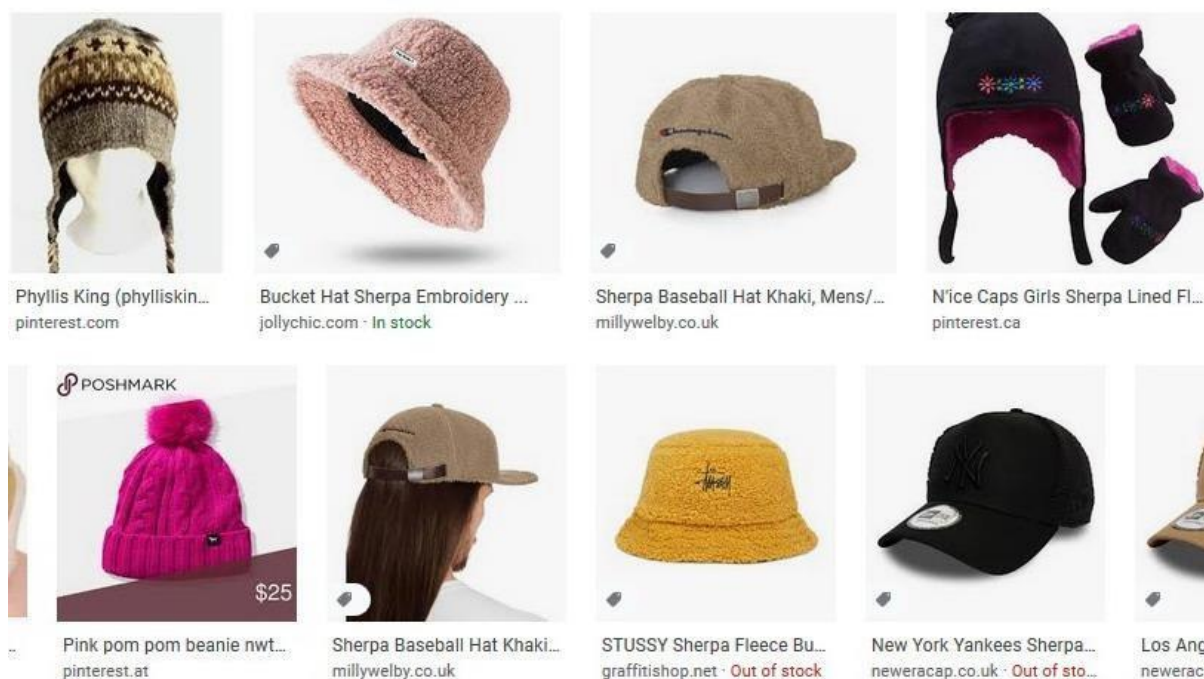 Champion
Phyllis King (phylliskin...
pinterest.com
Bucket Hat Sherpa Embroidery ...
jollychic.com · In stock
Sherpa Baseball Hat Khaki, Mens/...
millywelby.co.uk
N'ice Caps Girls Sherpa Lined Fl...
pinterest.ca
POSHMARK
$25
NY
..
Pink pom pom beanie nwt...
pinterest.at
Sherpa Baseball Hat Khaki...
millywelby.co.uk
STUSSY Sherpa Fleece Bu...
graffitishop.net · Out of stock
New York Yankees Sherpa...
neweracap.co.uk · Out of sto...
Los Ang
newerac